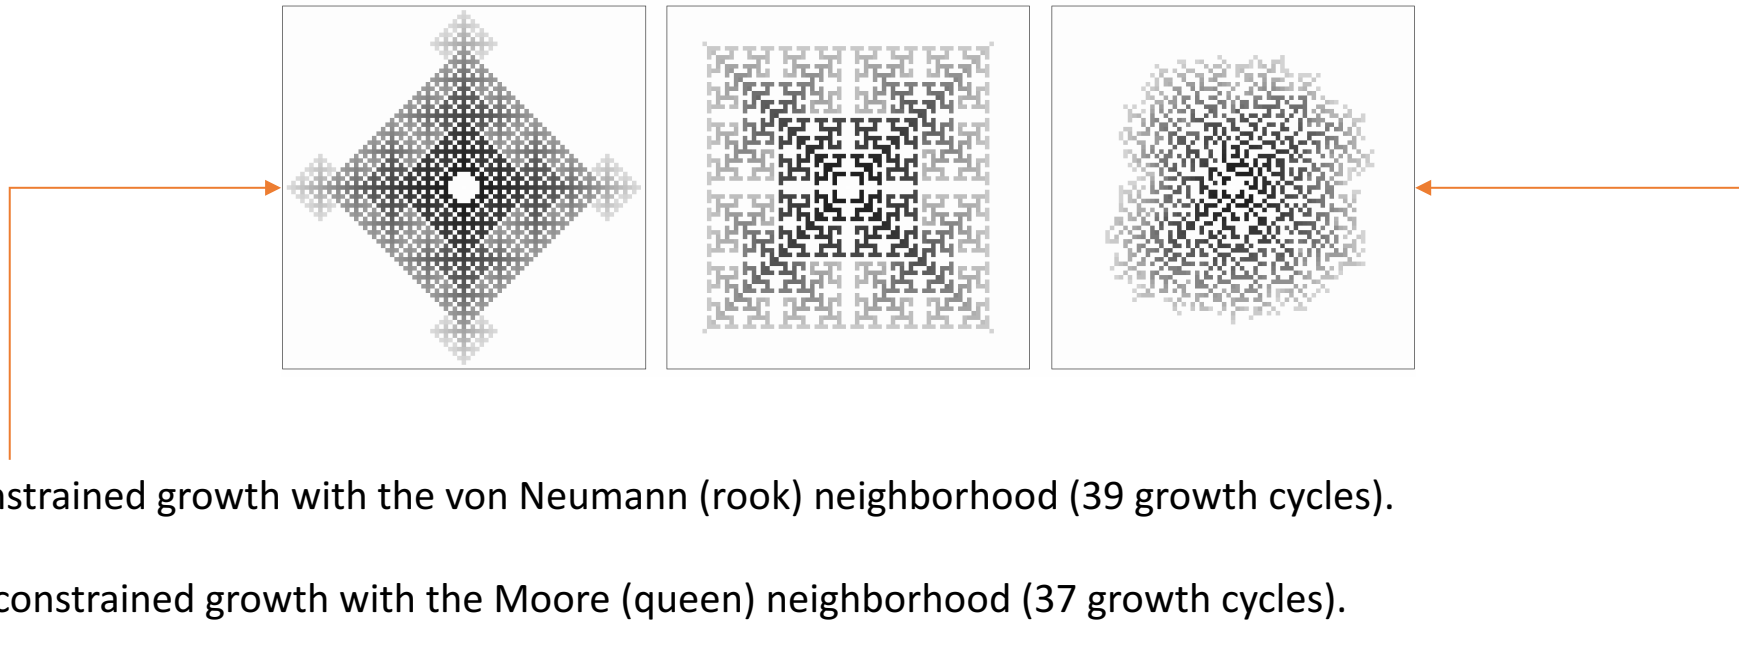 nstrained growth with the von Neumann (rook) neighborhood (39 growth cycles).
constrained growth with the Moore (queen) neighborhood (37 growth cycles).